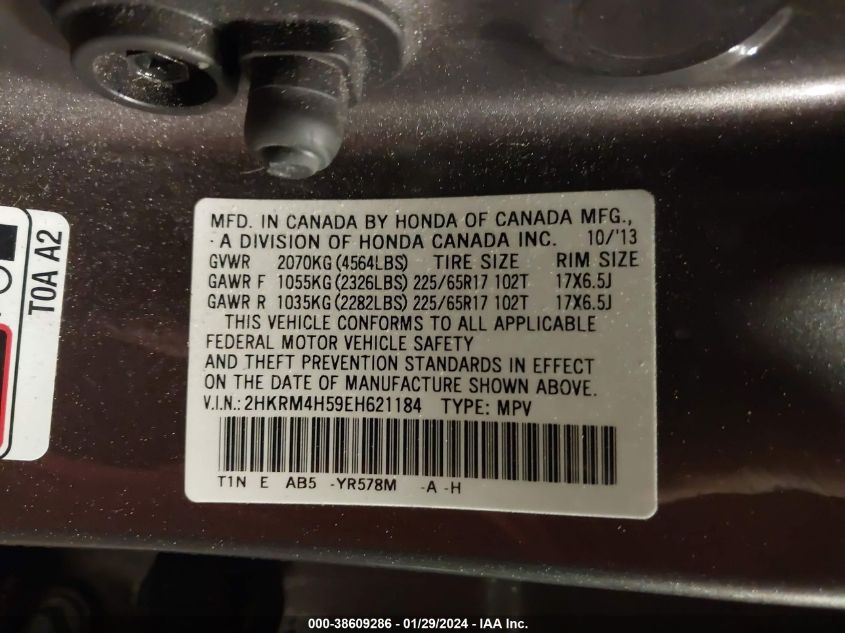 MFD. IN CANADA BY HONDA OF CANADA MFG.,
A DIVISION OF HONDA CANADA INC. 10/'13
GVWR 2070KG (4564LBS) TIRE SIZE RIM SIZE
GAWR F 1055KG (2326LBS) 225/65R17 102T 17X6.5J
GAWR R 1035KG (2282LBS) 225/65R17 102T 17X6.5J
THIS VEHICLE CONFORMS TO ALL APPLICABLE
FEDERAL MOTOR VEHICLE SAFETY
AND THEFT PREVENTION STANDARDS IN EFFECT
ON THE DATE OF MANUFACTURE SHOWN ABOVE.
V.I.N.: 2HKRM4H59EH621184 TYPE: MPV
T1N E AB5 -YR578M -A -H
T0A A2
000-38609286 - 01/29/2024 - IAA Inc.